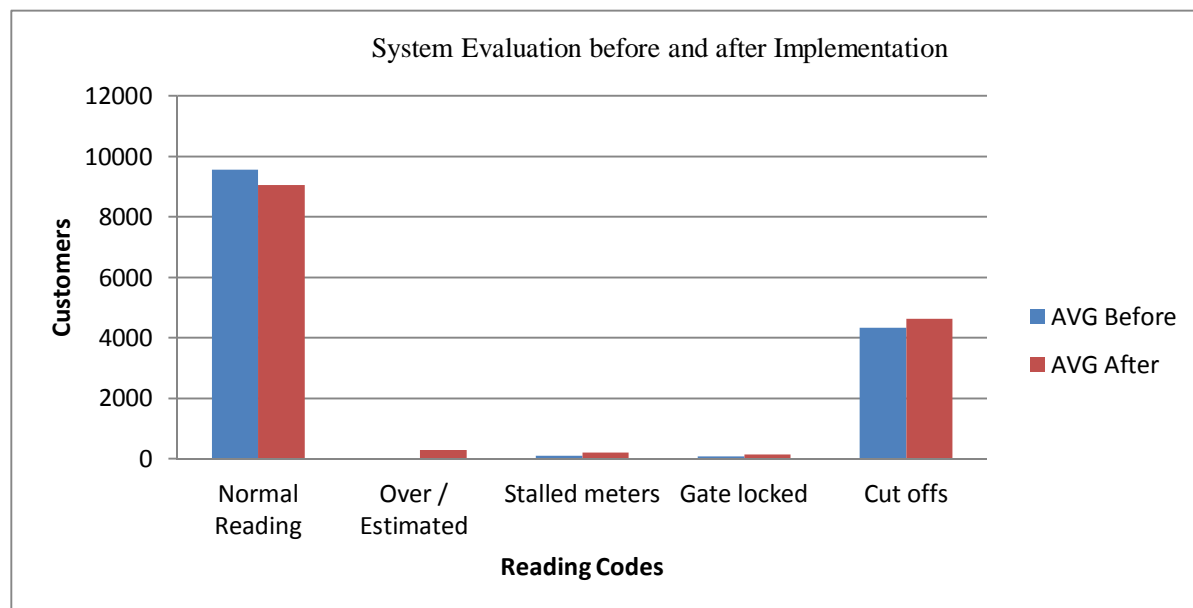 System Evaluation before and after Implementation
12000
10000
8000
6000
4000
2000
0
Customers
Normal Reading
Over / Estimated
Stalled meters
Gate locked
Cut offs
Reading Codes
AVG Before
AVG After